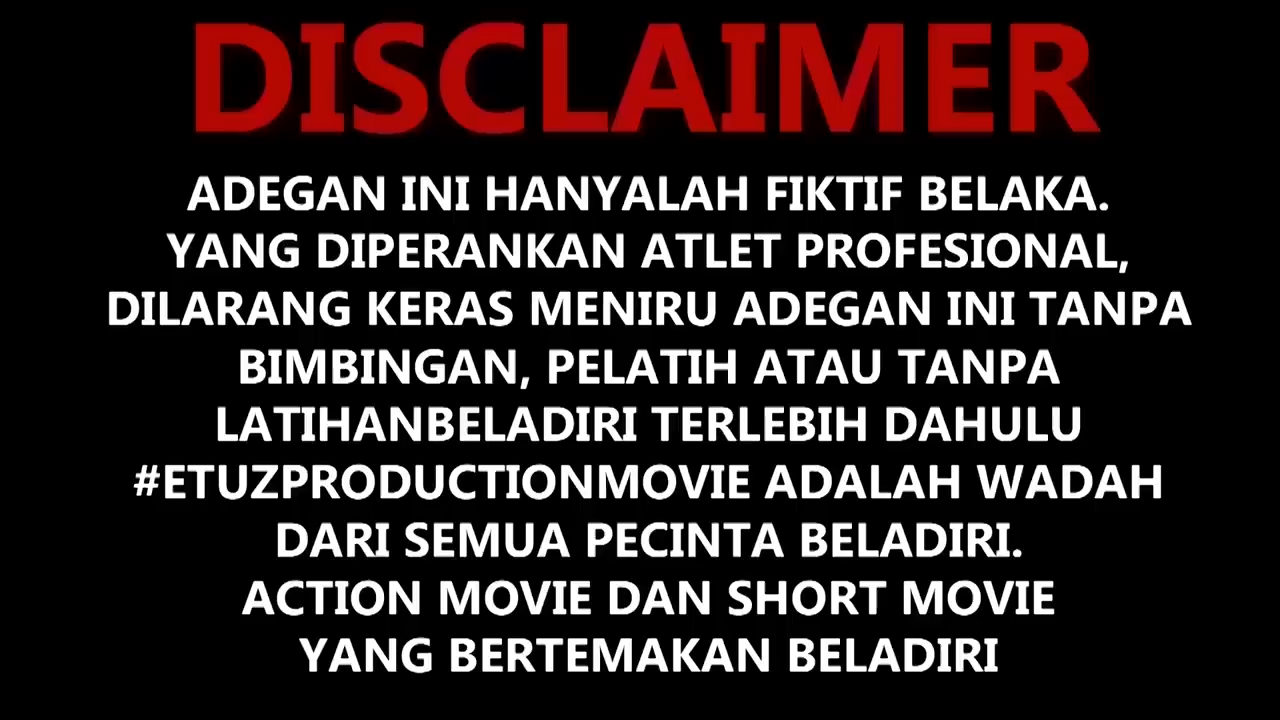 DISCLAIMER
ADEGAN INI HANYALAH FIKTIF BELAKA.
YANG DIPERANKAN ATLET PROFESIONAL,
DILARANG KERAS MENIRU ADEGAN INI TANPA
BIMBINGAN, PELATIH ATAU TANPA
LATIHANBELADIRI TERLEBIH DAHULU
#ETUZPRODUCTIONMOVIE ADALAH WADAH
DARI SEMUA PECINTA BELADIRI.
ACTION MOVIE DAN SHORT MOVIE
YANG BERTEMAKAN BELADIRI